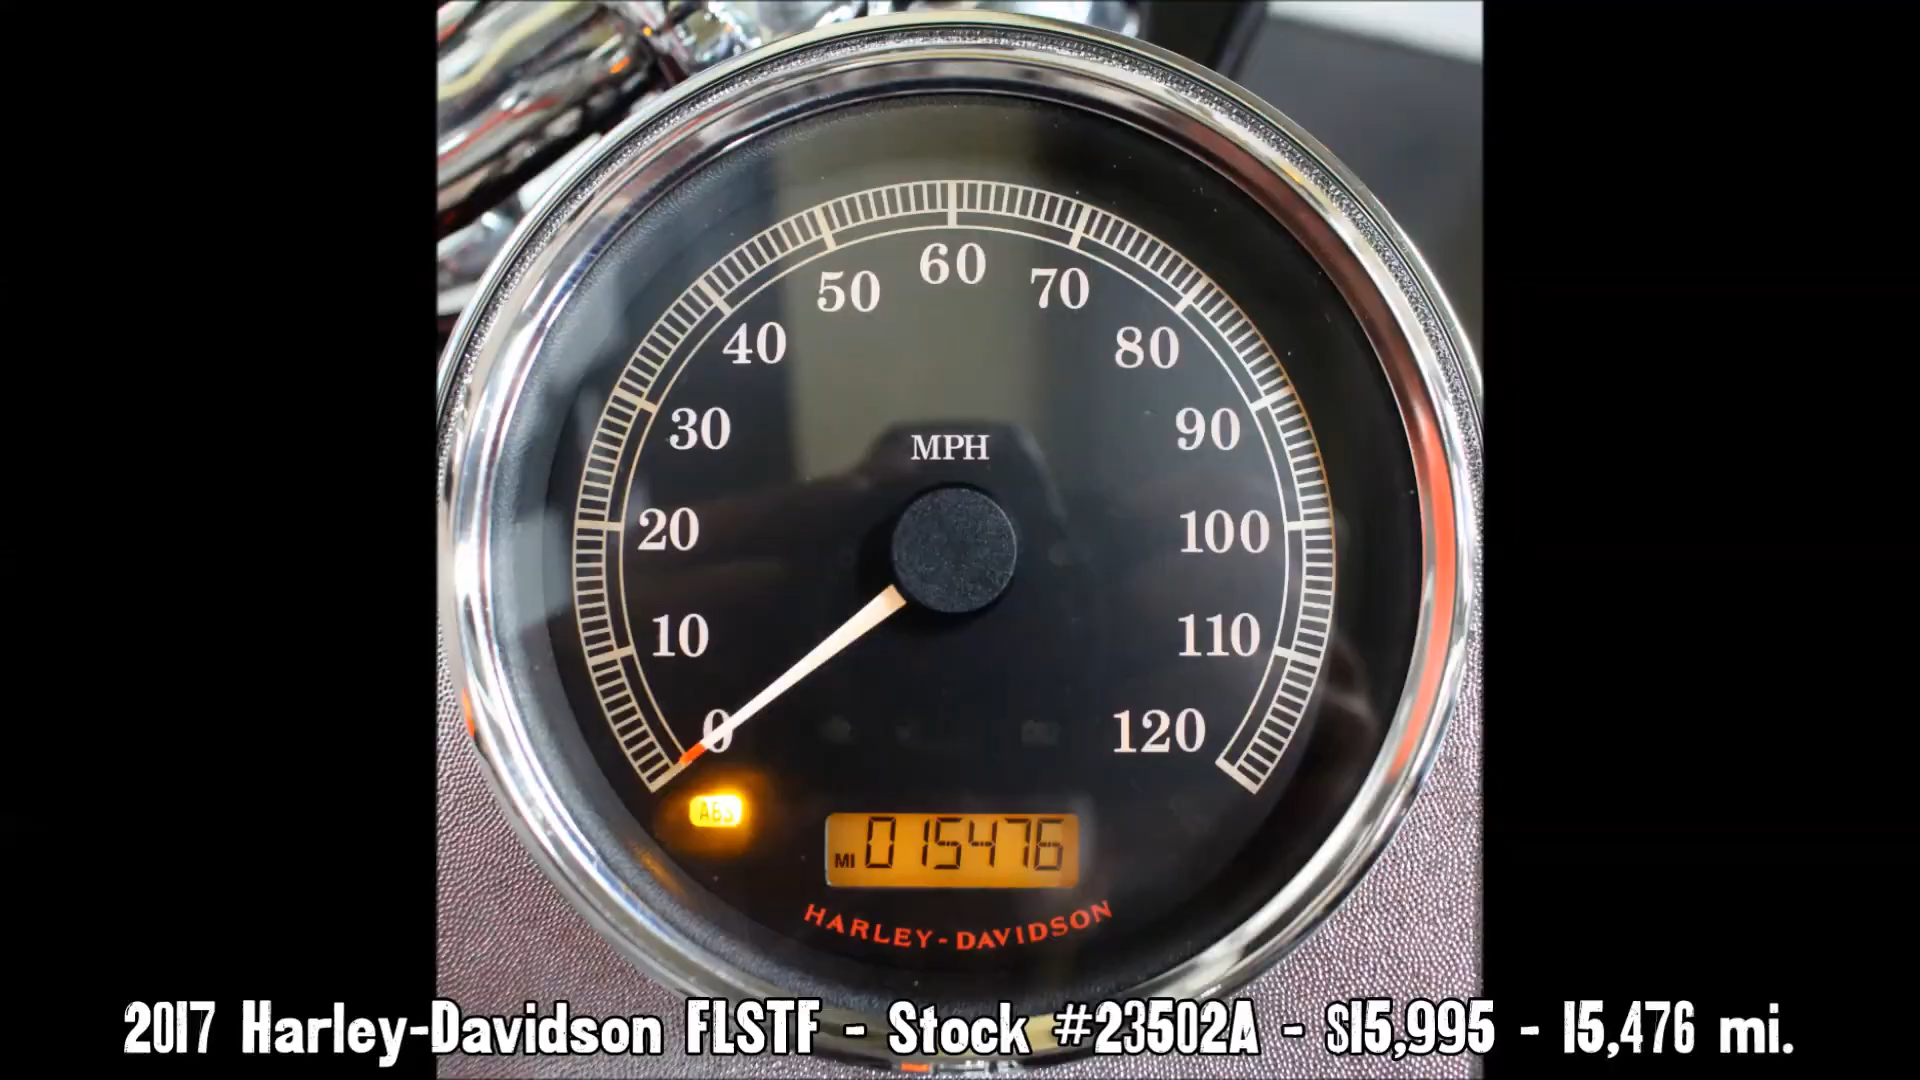 60
50 70
40 80
30 90
MPH
20 100
10 110
0 120
ABS
MI 015476
HARLEY-DAVIDSON
2017 Harley-Davidson FLSTF - Stock #23502A - $15,995 - 15,476 mi.